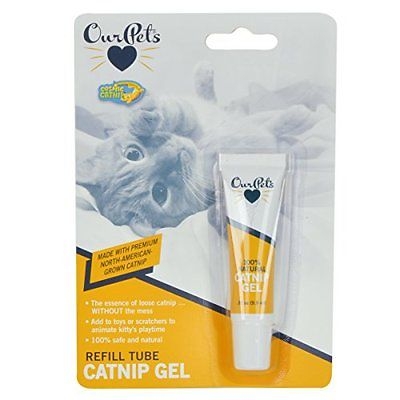 OurPet's
cosmic
catnip
MADE WITH PREMIUM
NORTH-AMERICAN-
GROWN CATNIP
• The essence of loose catnip ...
WITHOUT the mess
• Add to toys or scratchers to
animate kitty's playtime
• 100% safe and natural
REFILL TUBE
CATNIP GEL
OurPet's
100%
NATURAL
CATNIP
GEL